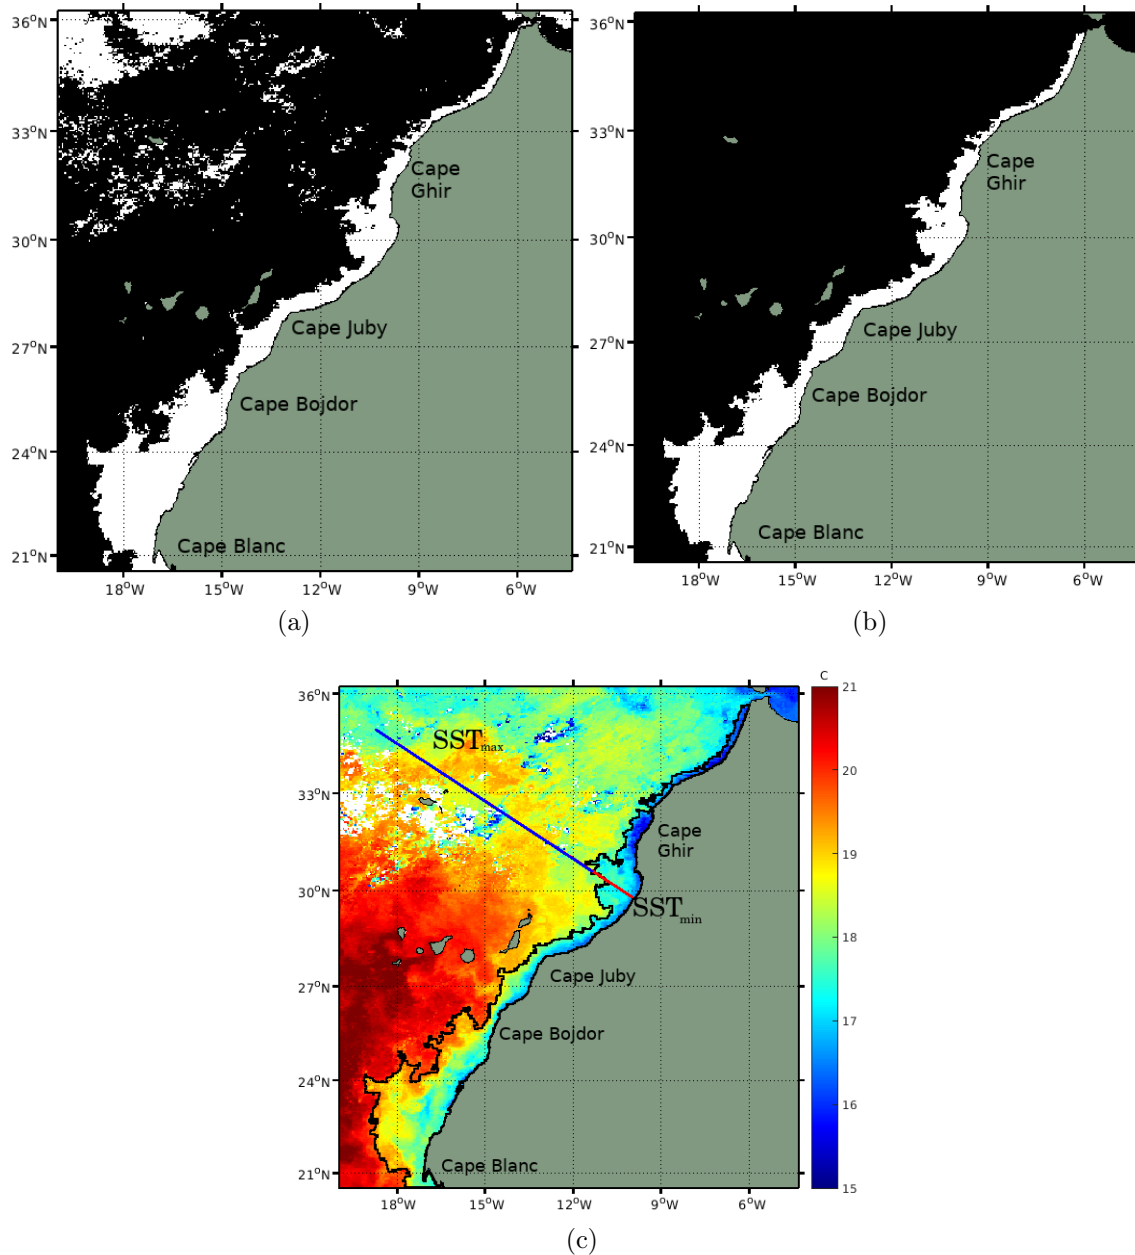 36°N
33°N
30°N
27°N
24°N
21°N
Cape
Ghir
Cape Juby
Cape Bojdor
Cape Blanc
18°W 15°W 12°W 9°W 6°W
(a)
36°N
33°N
30°N
27°N
24°N
21°N
Cape
Ghir
Cape Juby
Cape Bojdor
Cape Blanc
18°W 15°W 12°W 9°W 6°W
(b)
36°N
33°N
30°N
27°N
24°N
21°N
SSTmax
Cape
Ghir
SSTmin
Cape Juby
Cape Bojdor
Cape Blanc
18°W 15°W 12°W 9°W 6°W
C
21
20
19
18
17
16
15
(c)